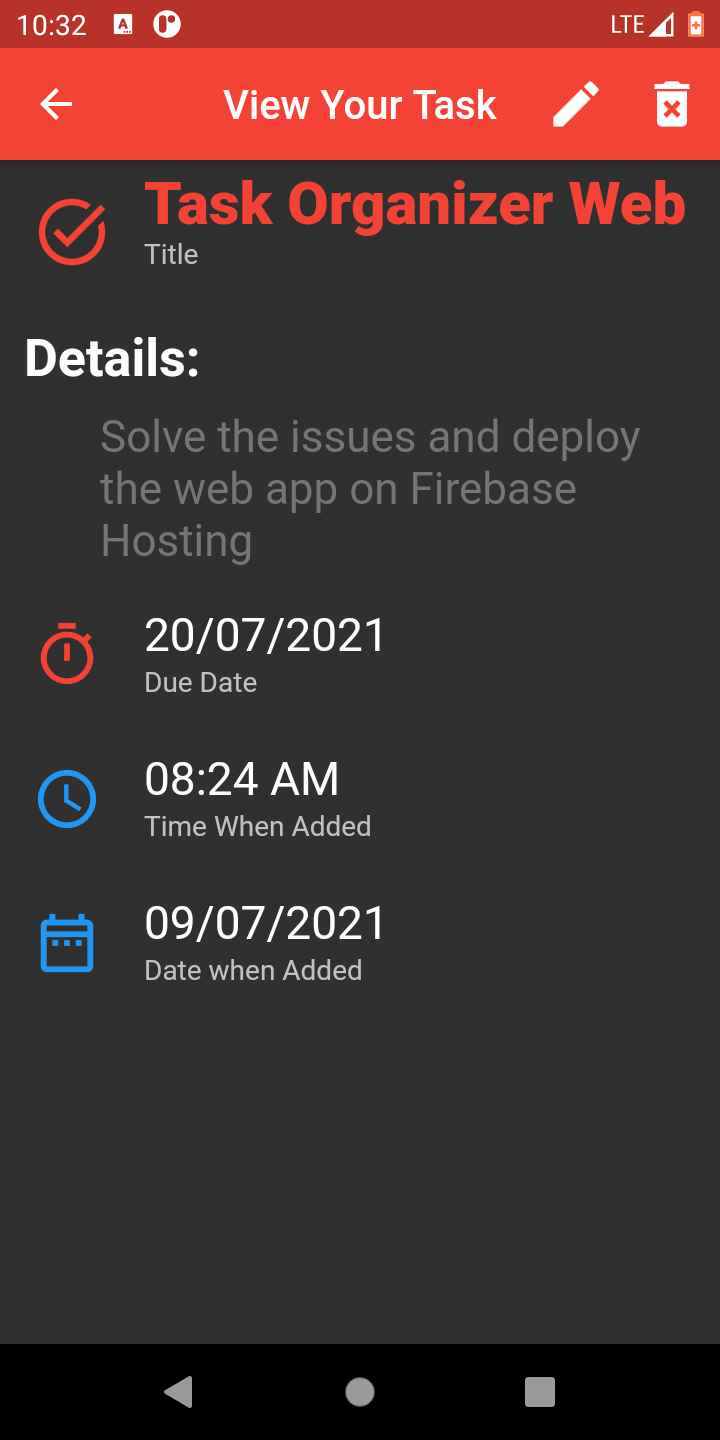 10:32
LTE
View Your Task
Task Organizer Web
Title
Details:
Solve the issues and deploy
the web app on Firebase
Hosting
20/07/2021
Due Date
08:24 AM
Time When Added
09/07/2021
Date when Added